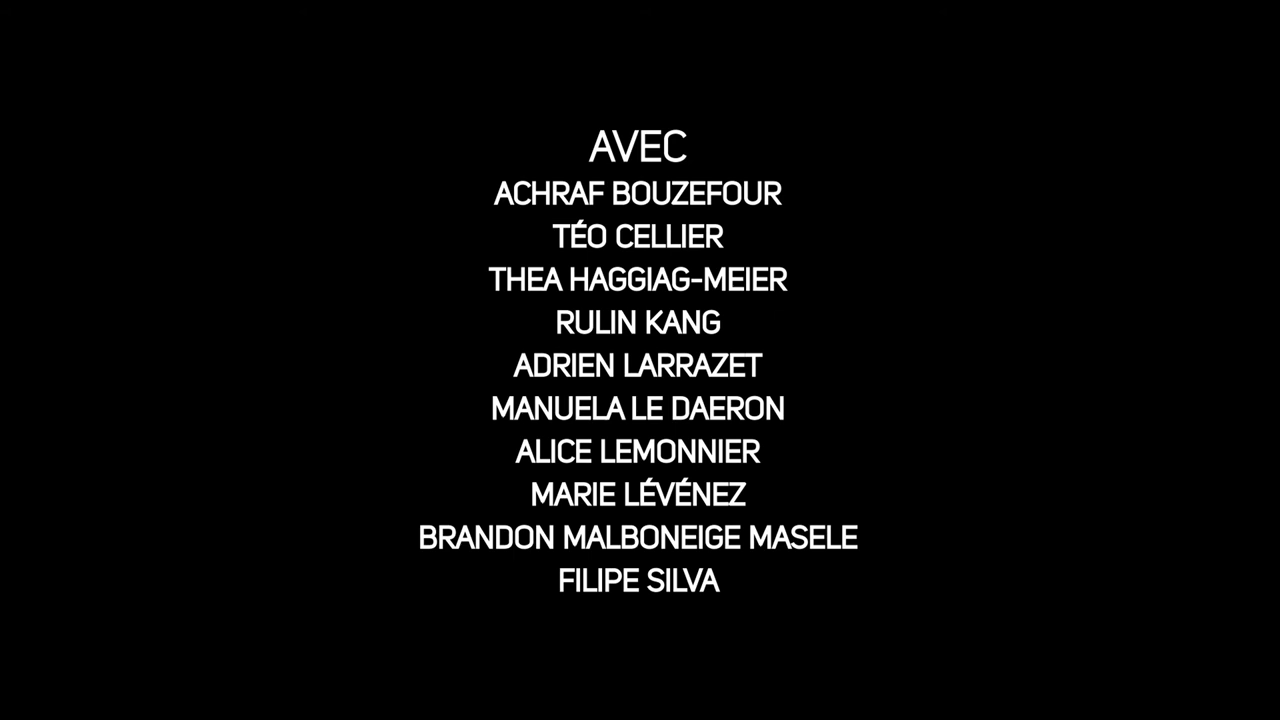 AVEC
ACHRAF BOUZEFOUR
TÉO CELLIER
THEA HAGGIAG-MEIER
RULIN KANG
ADRIEN LARRAZET
MANUELA LE DAERON
ALICE LEMONNIER
MARIE LÉVÉNEZ
BRANDON MALBONEIGE MASELE
FILIPE SILVA